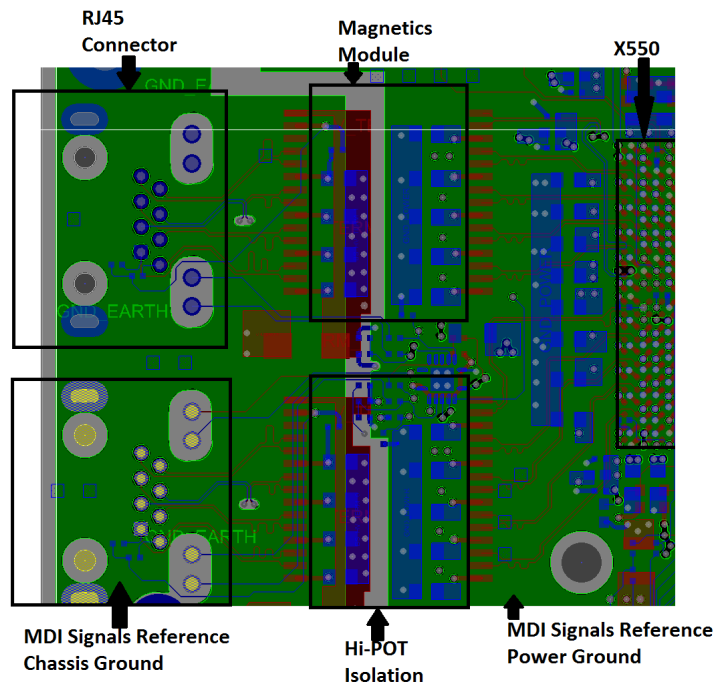 RJ45
Connector
Magnetics
Module
X550
GND_E
GND_EARTH
GND_EARTH
MDI Signals Reference
Chassis Ground
Hi-POT
Isolation
MDI Signals Reference
Power Ground